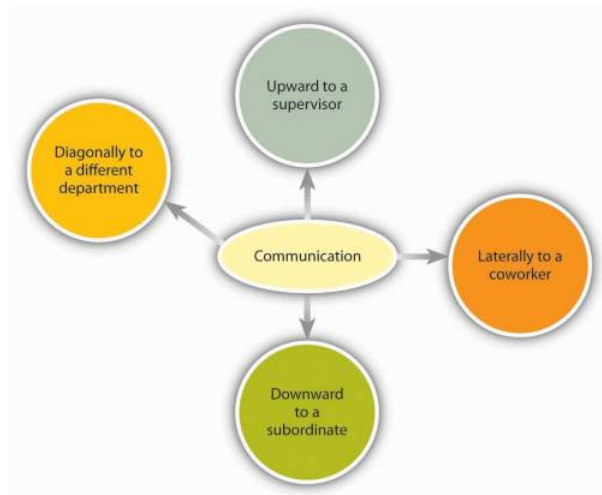 Upward to a
supervisor
Diagonally to
a different
department
Communication
Laterally to a
coworker
Downward
to a
subordinate